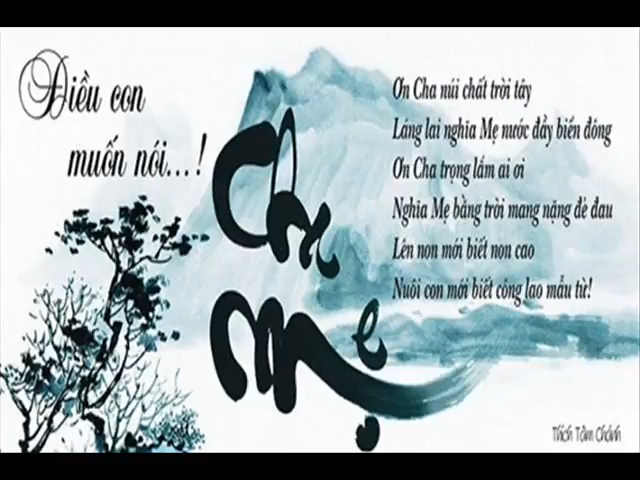 Điều con
muốn nói...!
Cha
Mẹ
Ơn Cha núi chất trời tây
Láng lai nghĩa Mẹ nước đầy biển đông
Ơn Cha trọng lắm ai ơi
Nghĩa Mẹ bằng trời mang nặng đẻ đau
Lên non mới biết non cao
Nuôi con mới biết công lao mẫu từ!
Thích Tâm Chánh